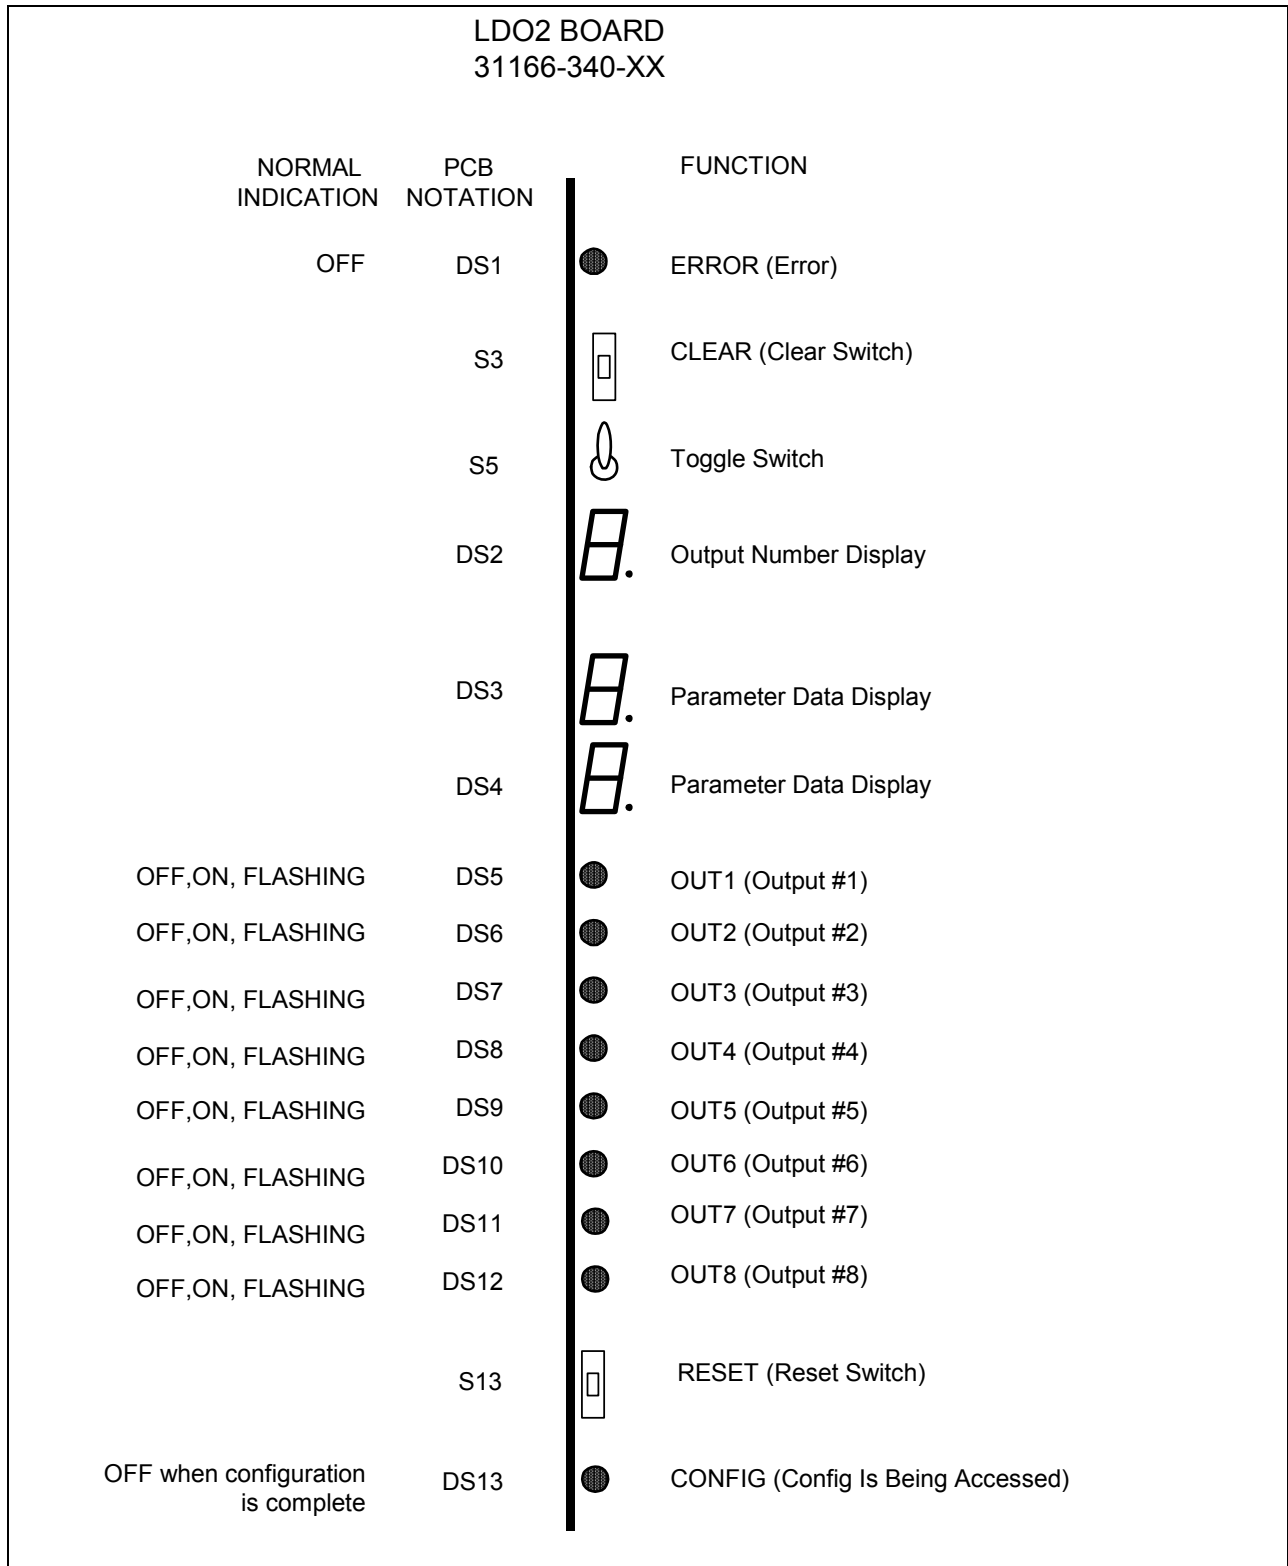 LDO2 BOARD
31166-340-XX
NORMAL INDICATION PCB NOTATION FUNCTION
OFF DS1 ERROR (Error)
S3 CLEAR (Clear Switch)
S5 Toggle Switch
DS2 Output Number Display
DS3 Parameter Data Display
DS4 Parameter Data Display
OFF,ON, FLASHING DS5 OUT1 (Output #1)
OFF,ON, FLASHING DS6 OUT2 (Output #2)
OFF,ON, FLASHING DS7 OUT3 (Output #3)
OFF,ON, FLASHING DS8 OUT4 (Output #4)
OFF,ON, FLASHING DS9 OUT5 (Output #5)
OFF,ON, FLASHING DS10 OUT6 (Output #6)
OFF,ON, FLASHING DS11 OUT7 (Output #7)
OFF,ON, FLASHING DS12 OUT8 (Output #8)
S13 RESET (Reset Switch)
OFF when configuration is complete DS13 CONFIG (Config Is Being Accessed)